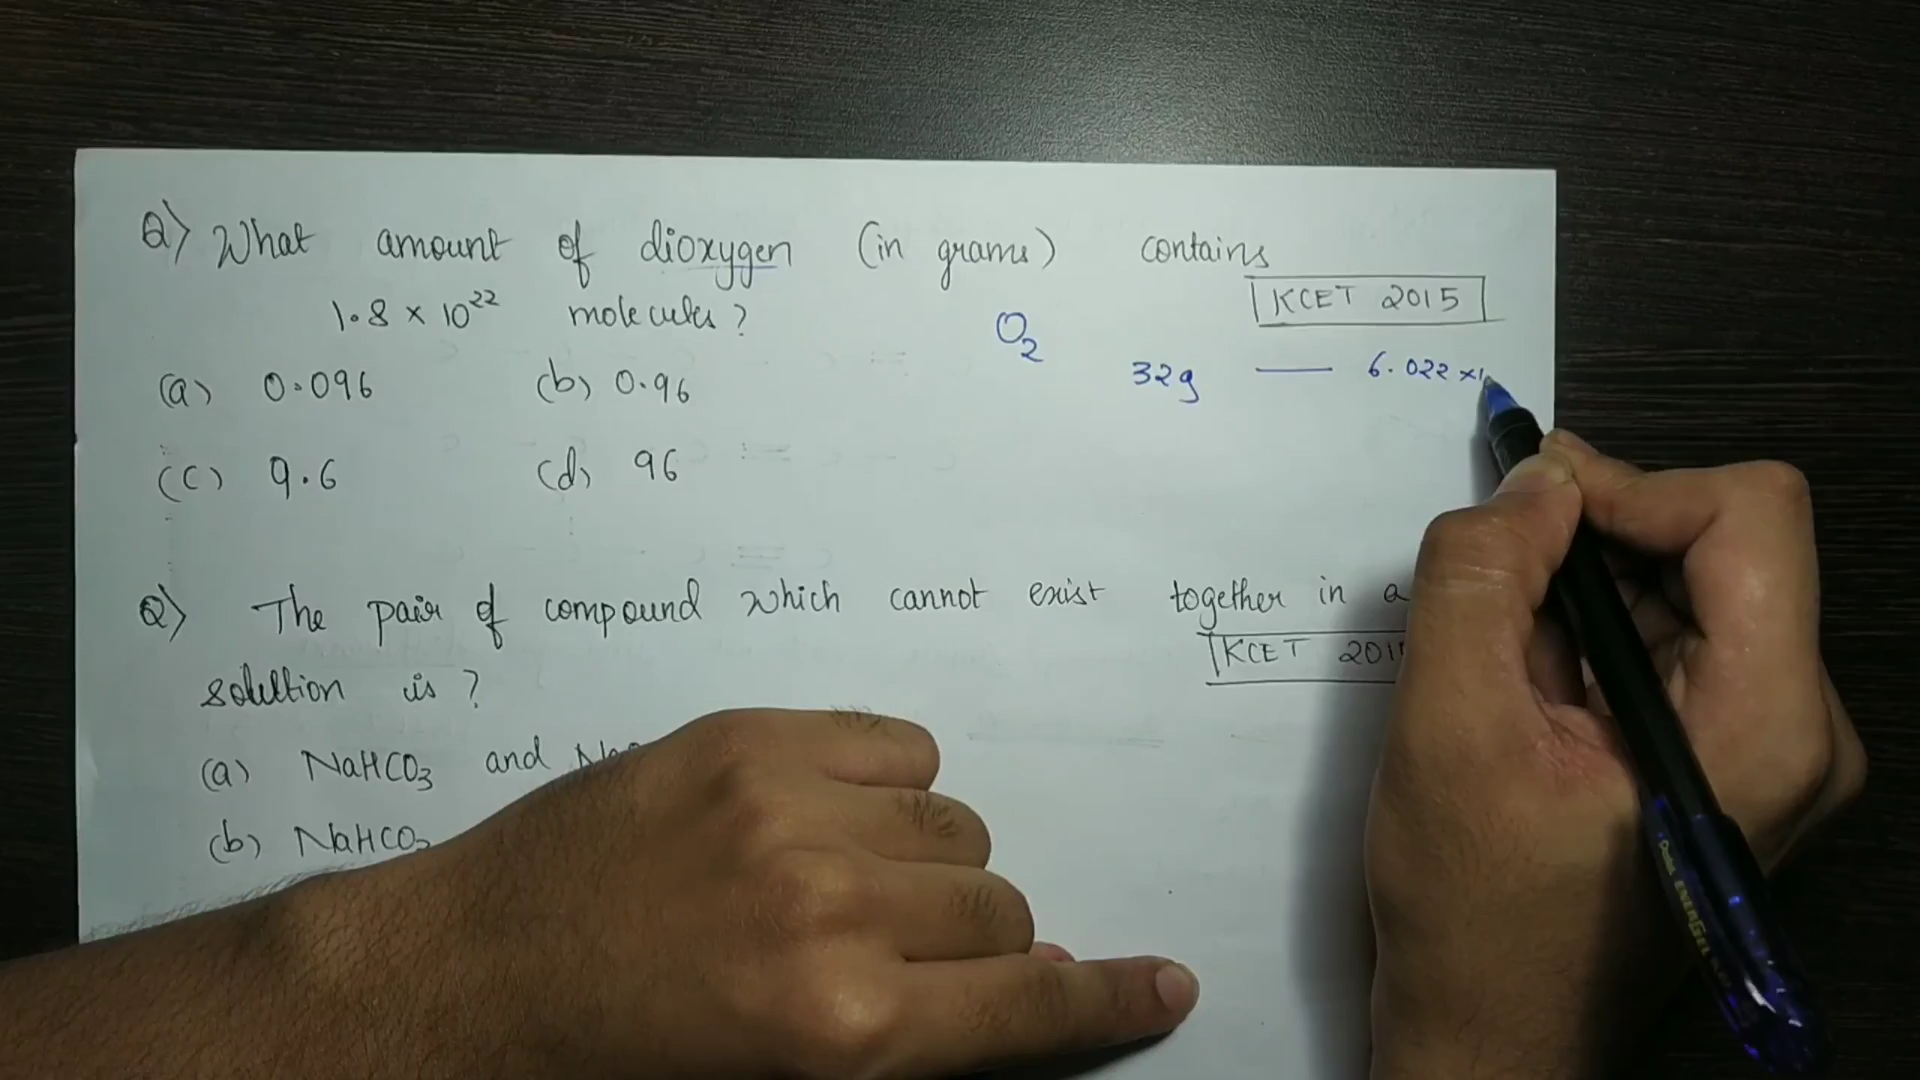 Q) What amount of dioxygen (in grams) contains
KCET 2015
1.8 × 10²² molecules?
O₂
32g — 6.022 ×1
(a) 0.096 (b) 0.96
(c) 9.6 (d) 96
Q) The pair of compound which cannot exist together in a
KCET 201
solution is?
(a) NaHCO₃ and
(b) NaHCO₃
ENERGEL